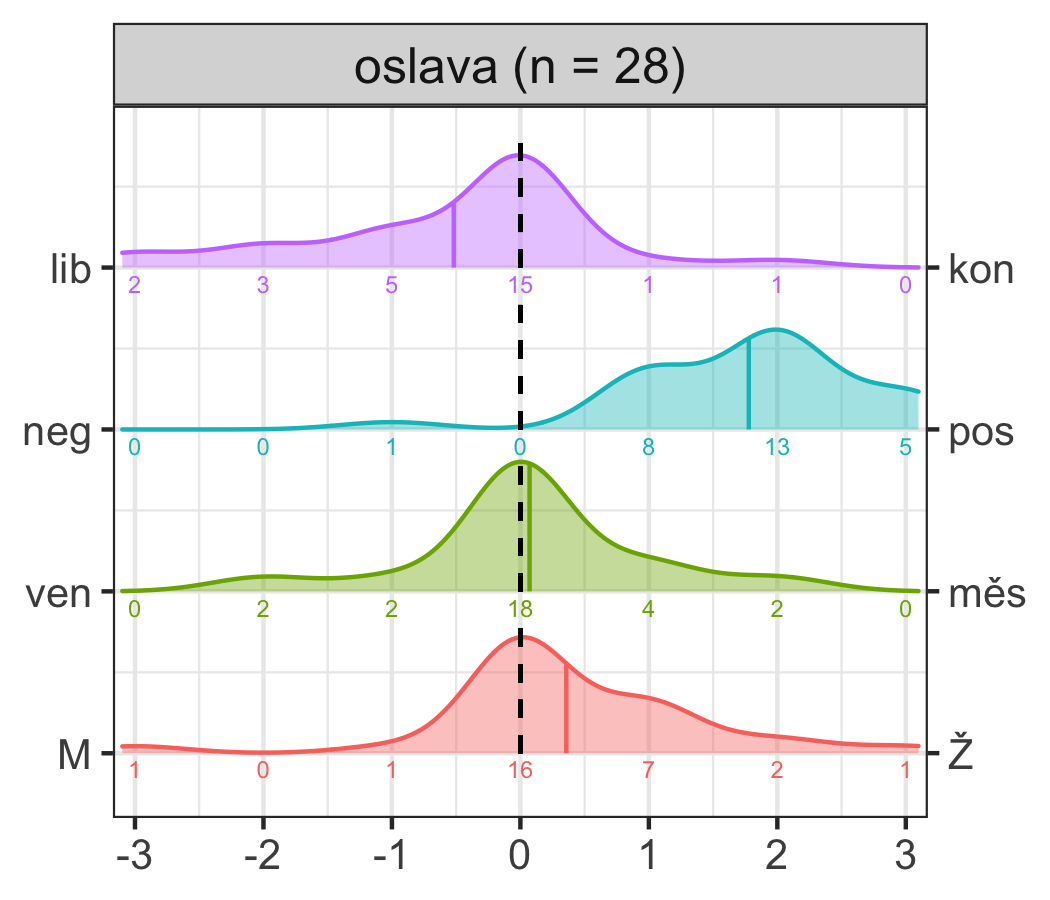 oslava (n = 28)
lib kon
2 3 5 15 1 1 0
neg pos
0 0 1 0 8 13 5
ven měs
0 2 2 18 4 2 0
M Ž
1 0 1 16 7 2 1
-3 -2 -1 0 1 2 3